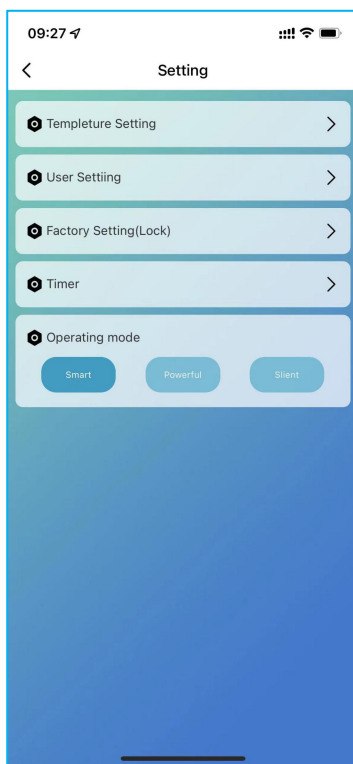 09:27
Setting
Templeture Setting
User Settiing
Factory Setting(Lock)
Timer
Operating mode
Smart Powerful Slient